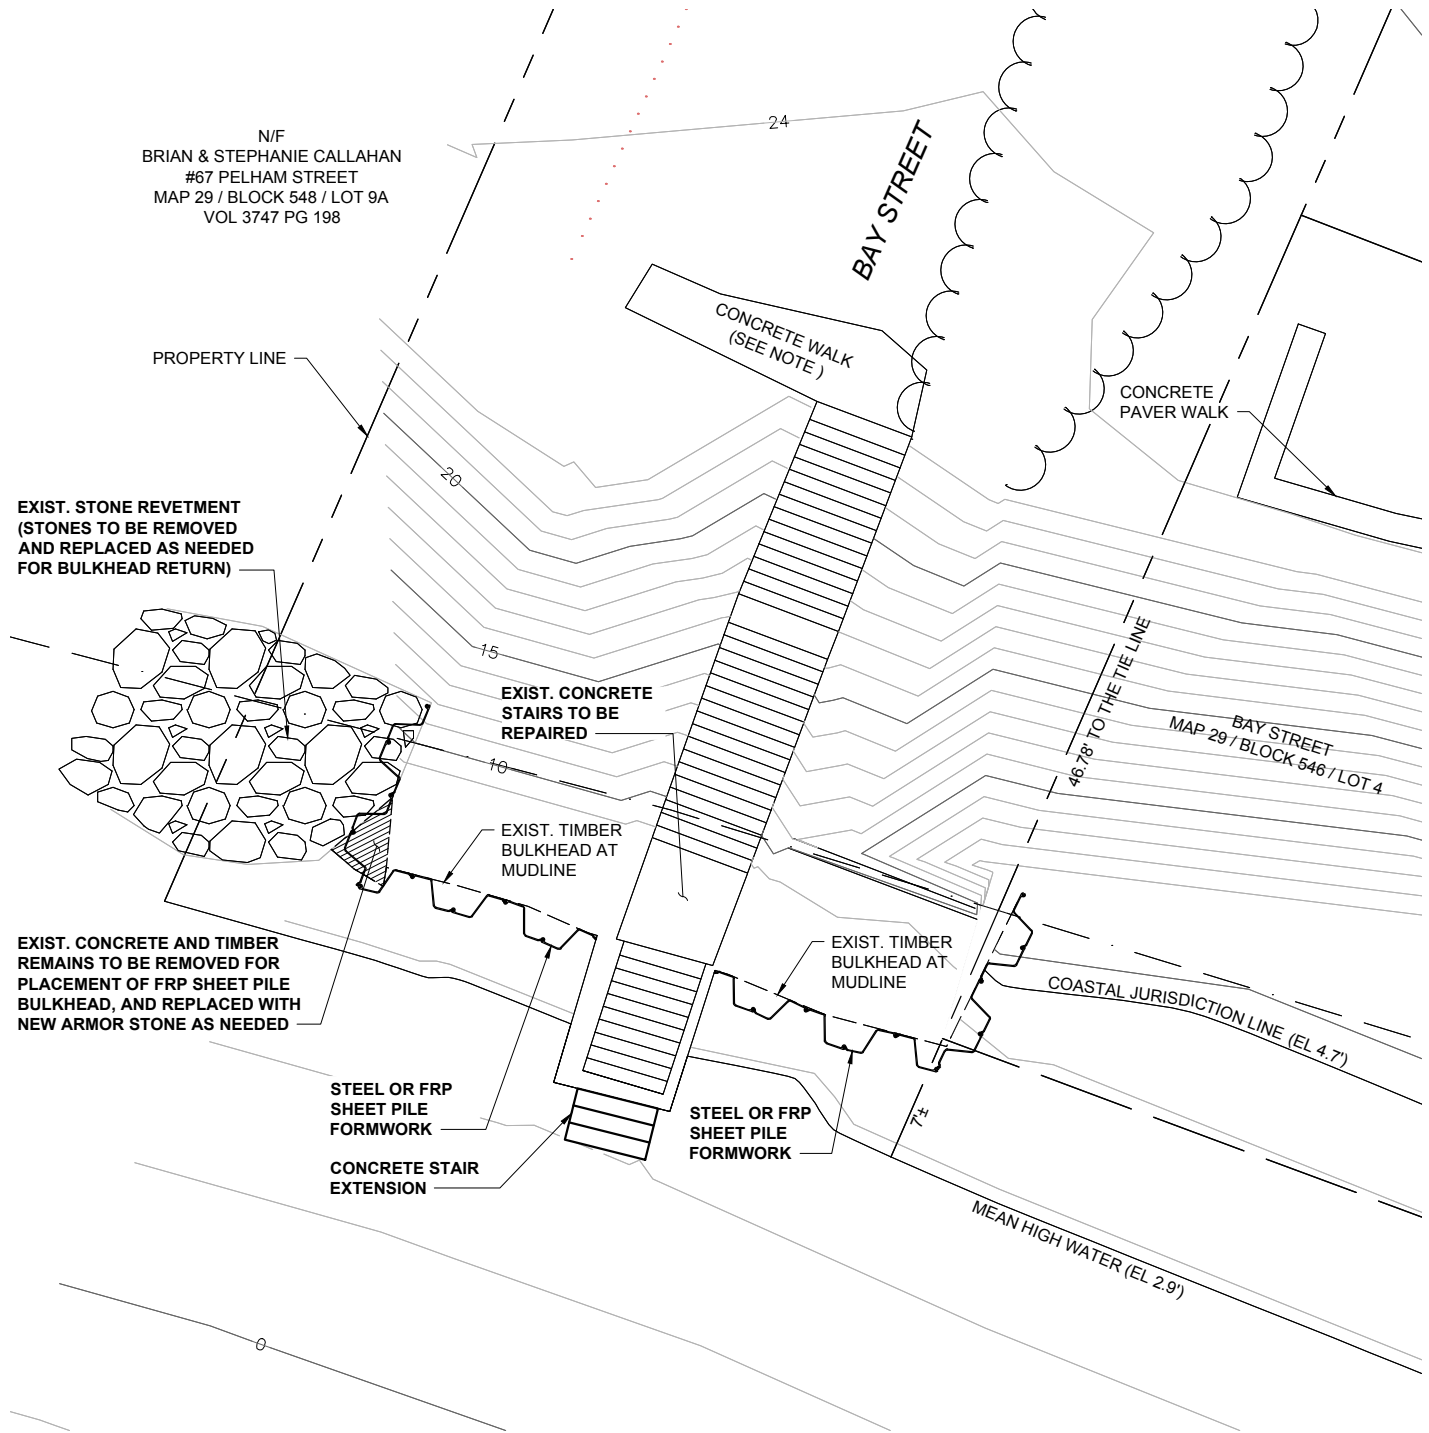 24
N/F
BRIAN & STEPHANIE CALLAHAN
#67 PELHAM STREET
MAP 29 / BLOCK 548 / LOT 9A
VOL 3747 PG 198
BAY STREET
CONCRETE WALK
(SEE NOTE )
PROPERTY LINE
CONCRETE
PAVER WALK
20
EXIST. STONE REVETMENT
(STONES TO BE REMOVED
AND REPLACED AS NEEDED
FOR BULKHEAD RETURN)
15
EXIST. CONCRETE
STAIRS TO BE
REPAIRED
46.78' TO THE TIE LINE
BAY STREET
MAP 29 / BLOCK 546 / LOT 4
10
EXIST. TIMBER
BULKHEAD AT
MUDLINE
EXIST. CONCRETE AND TIMBER
REMAINS TO BE REMOVED FOR
PLACEMENT OF FRP SHEET PILE
BULKHEAD, AND REPLACED WITH
NEW ARMOR STONE AS NEEDED
EXIST. TIMBER
BULKHEAD AT
MUDLINE
COASTAL JURISDICTION LINE (EL 4.7')
STEEL OR FRP
SHEET PILE
FORMWORK
STEEL OR FRP
SHEET PILE
FORMWORK
7'±
CONCRETE STAIR
EXTENSION
MEAN HIGH WATER (EL 2.9')
0